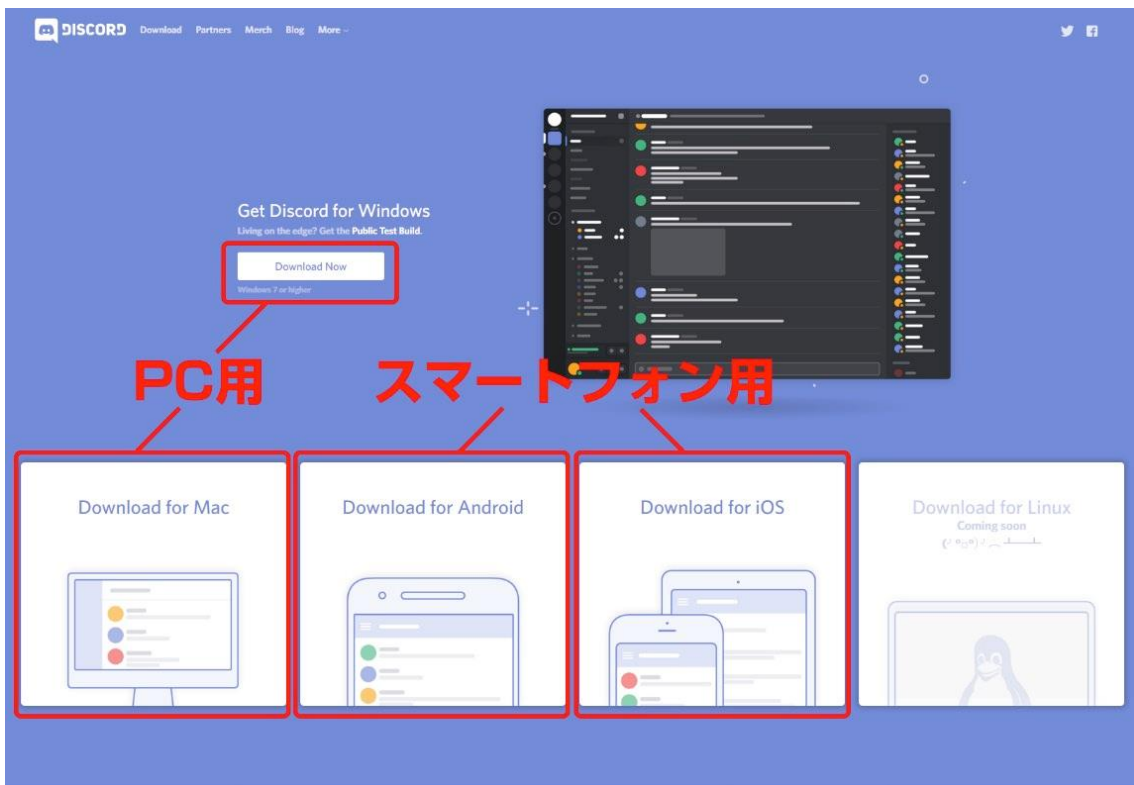 DISCORD Download Partners Merch Blog More
Get Discord for Windows
Living on the edge? Get the Public Test Build.
Download Now
Windows 7 or higher
PC用
スマートフォン用
Download for Mac
Download for Android
Download for iOS
Download for Linux
Coming soon
(╯°□°)╯︵ ┻━┻